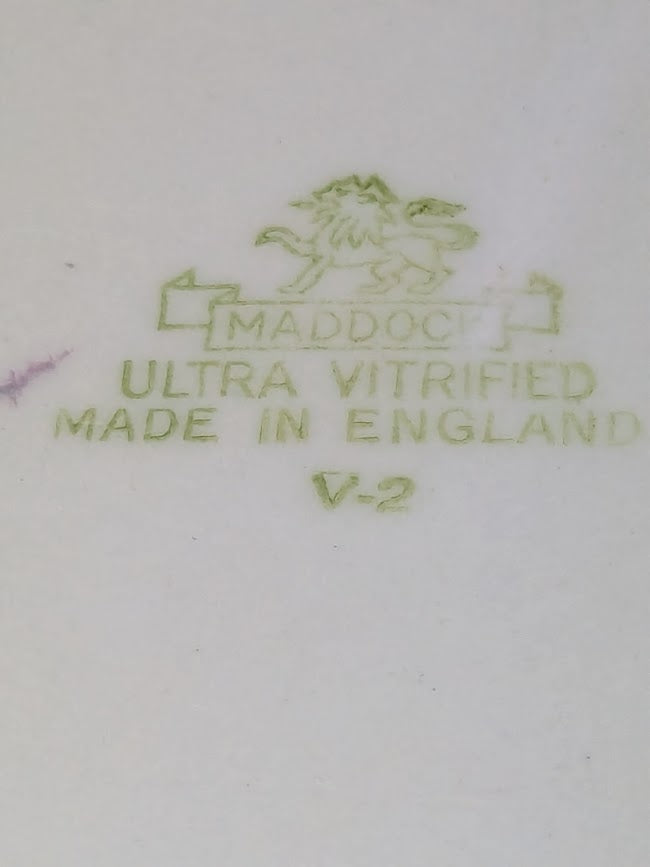 MADDOCK
ULTRA VITRIFIED
MADE IN ENGLAND
V-2